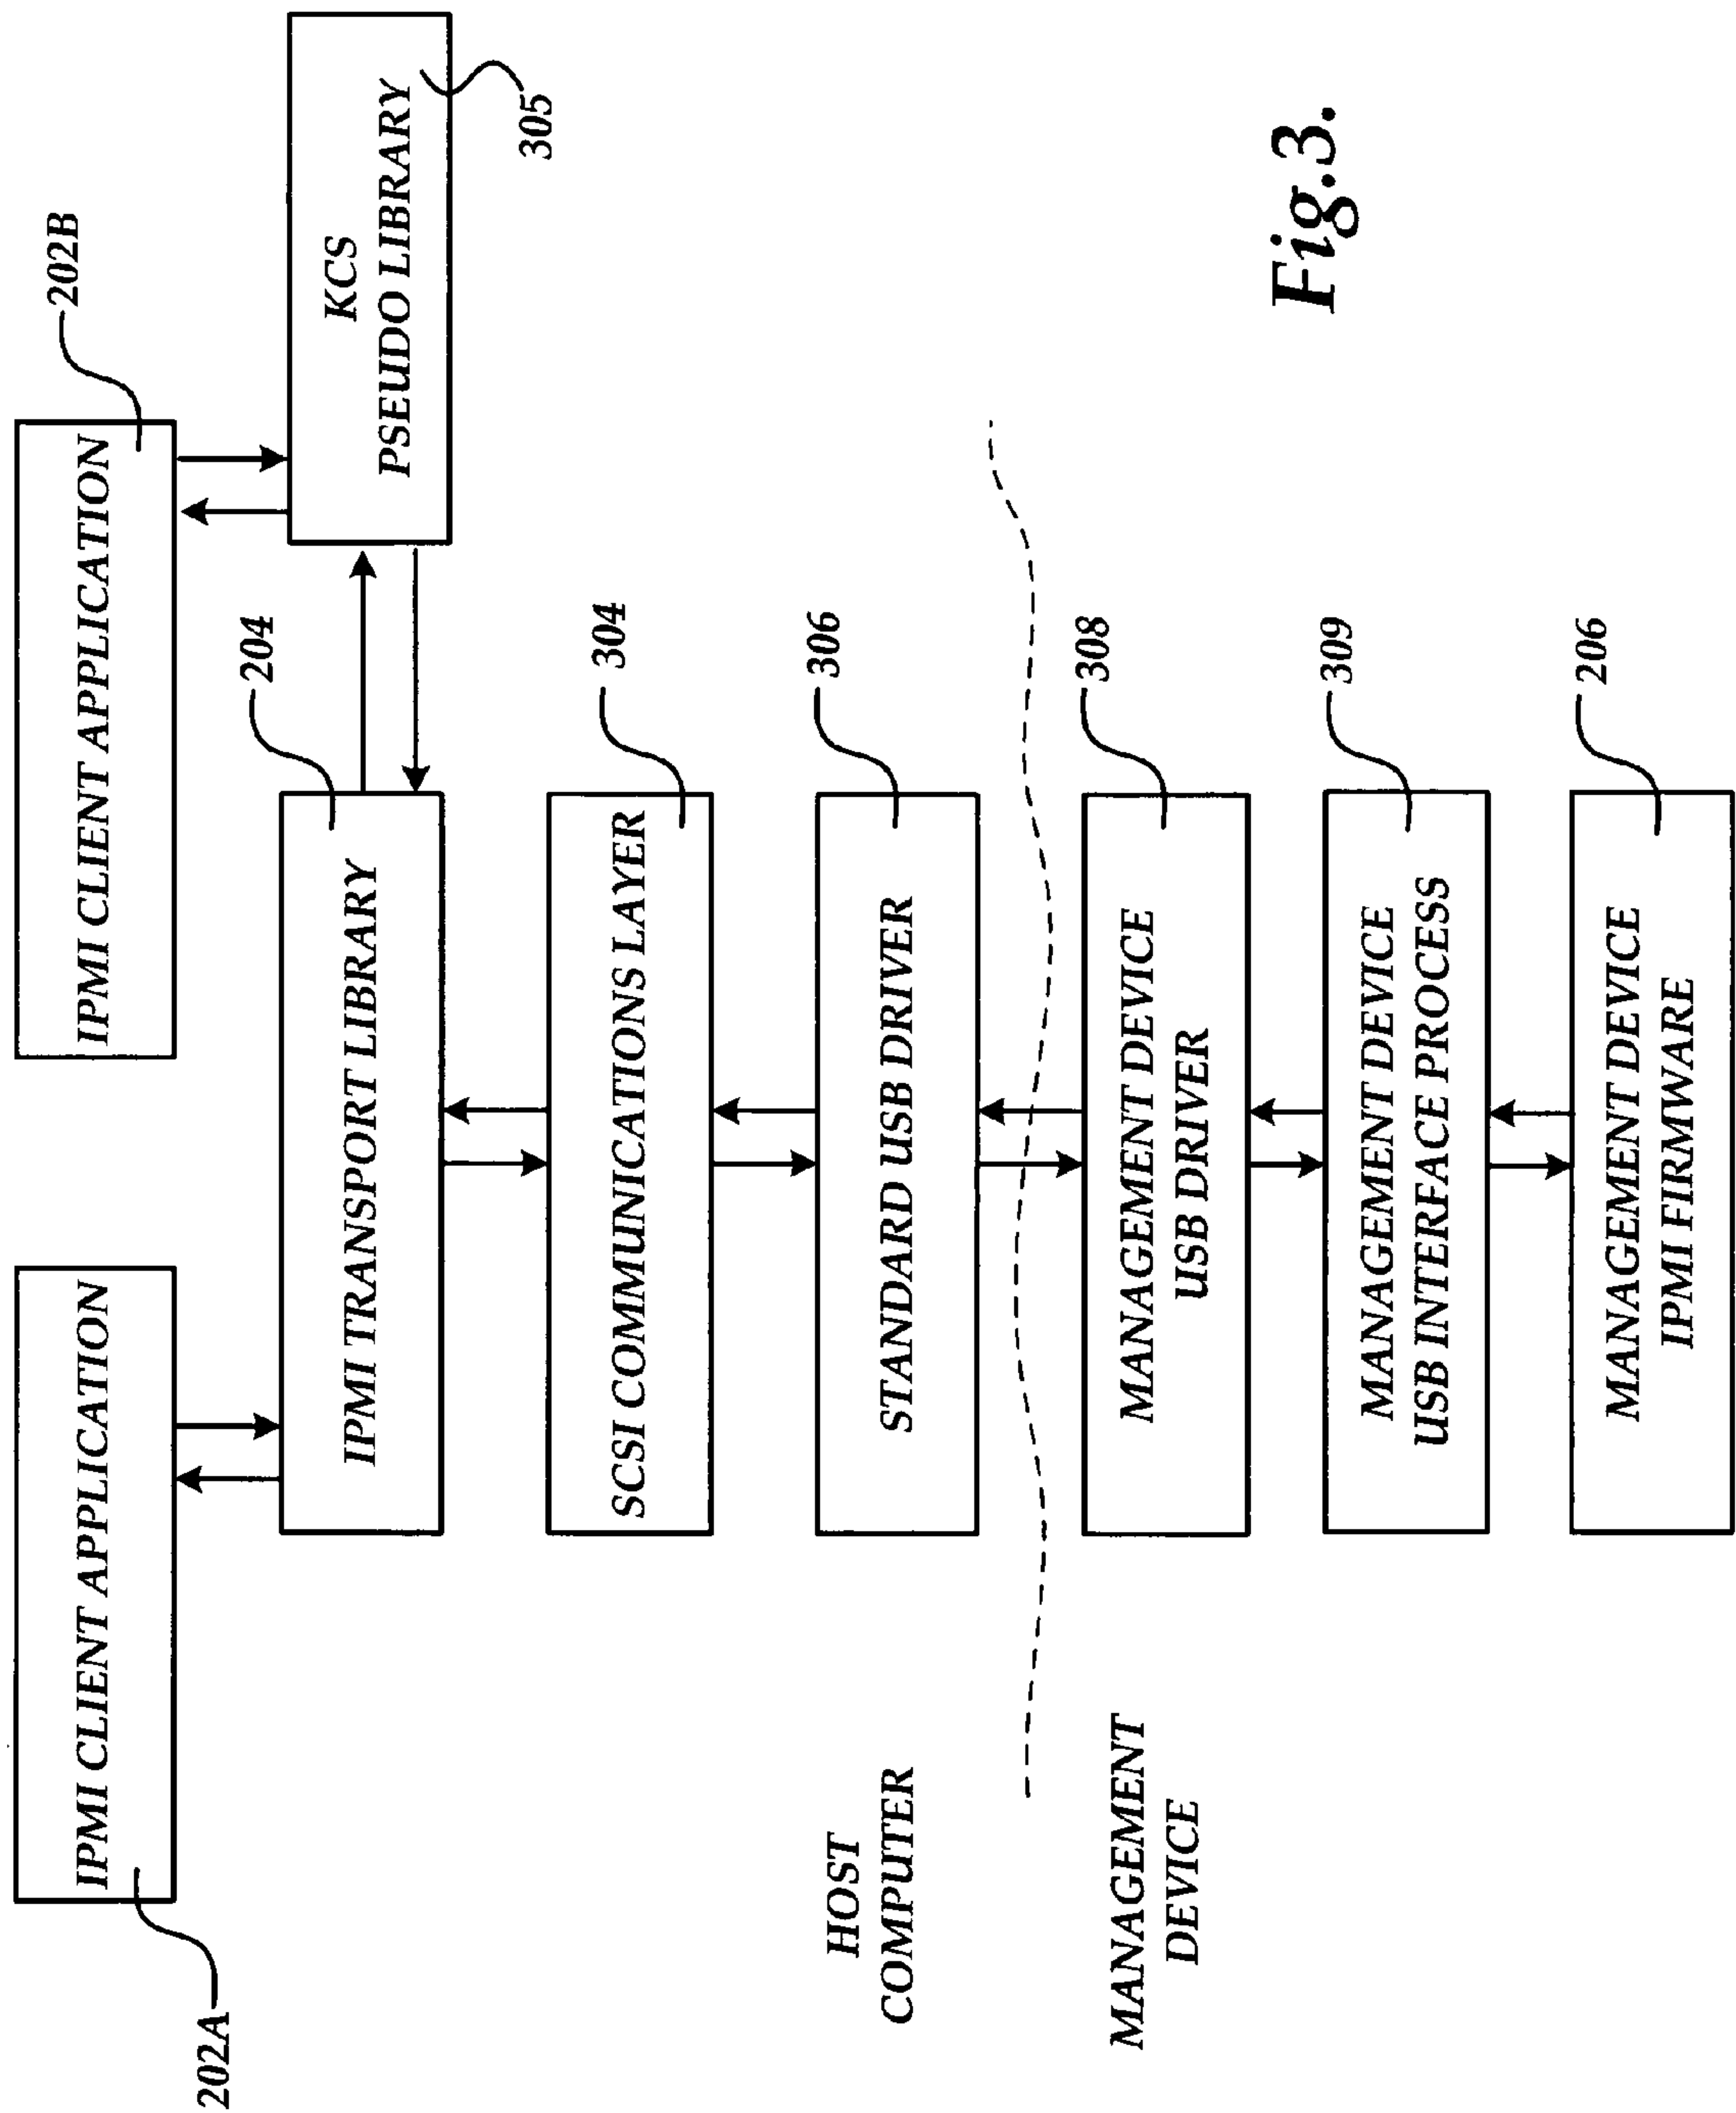 IPMI CLIENT APPLICATION
202A
IPMI CLIENT APPLICATION
202B
KCS
PSEUDO LIBRARY
305
IPMI TRANSPORT LIBRARY
204
SCSI COMMUNICATIONS LAYER
304
STANDARD USB DRIVER
306
HOST
COMPUTER
MANAGEMENT
DEVICE
MANAGEMENT DEVICE
USB DRIVER
308
MANAGEMENT DEVICE
USB INTERFACE PROCESS
309
MANAGEMENT DEVICE
IPMI FIRMWARE
206
Fig.3.